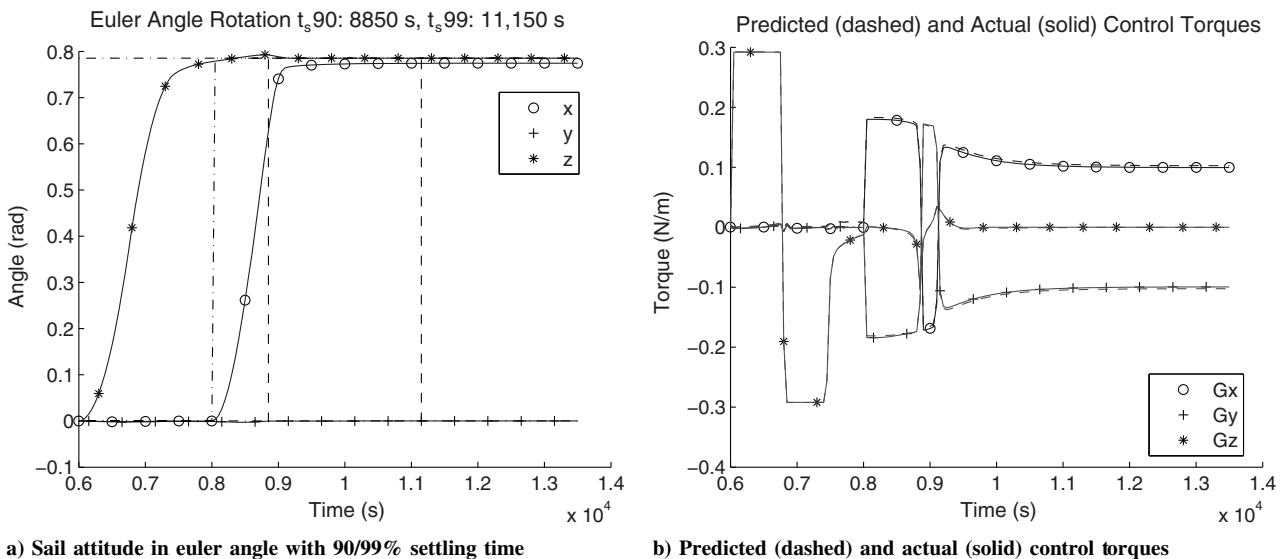 Euler Angle Rotation t_s90: 8850 s, t_s99: 11,150 s
0.8
0.7
0.6
0.5
0.4
0.3
0.2
0.1
0
−0.1
Angle (rad)
x
y
z
0.6 0.7 0.8 0.9 1 1.1 1.2 1.3 1.4
Time (s)
x 10^4
a) Sail attitude in euler angle with 90/99% settling time
Predicted (dashed) and Actual (solid) Control Torques
0.3
0.2
0.1
0
−0.1
−0.2
−0.3
−0.4
Torque (N/m)
Gx
Gy
Gz
0.6 0.7 0.8 0.9 1 1.1 1.2 1.3 1.4
Time (s)
x 10^4
b) Predicted (dashed) and actual (solid) control torques